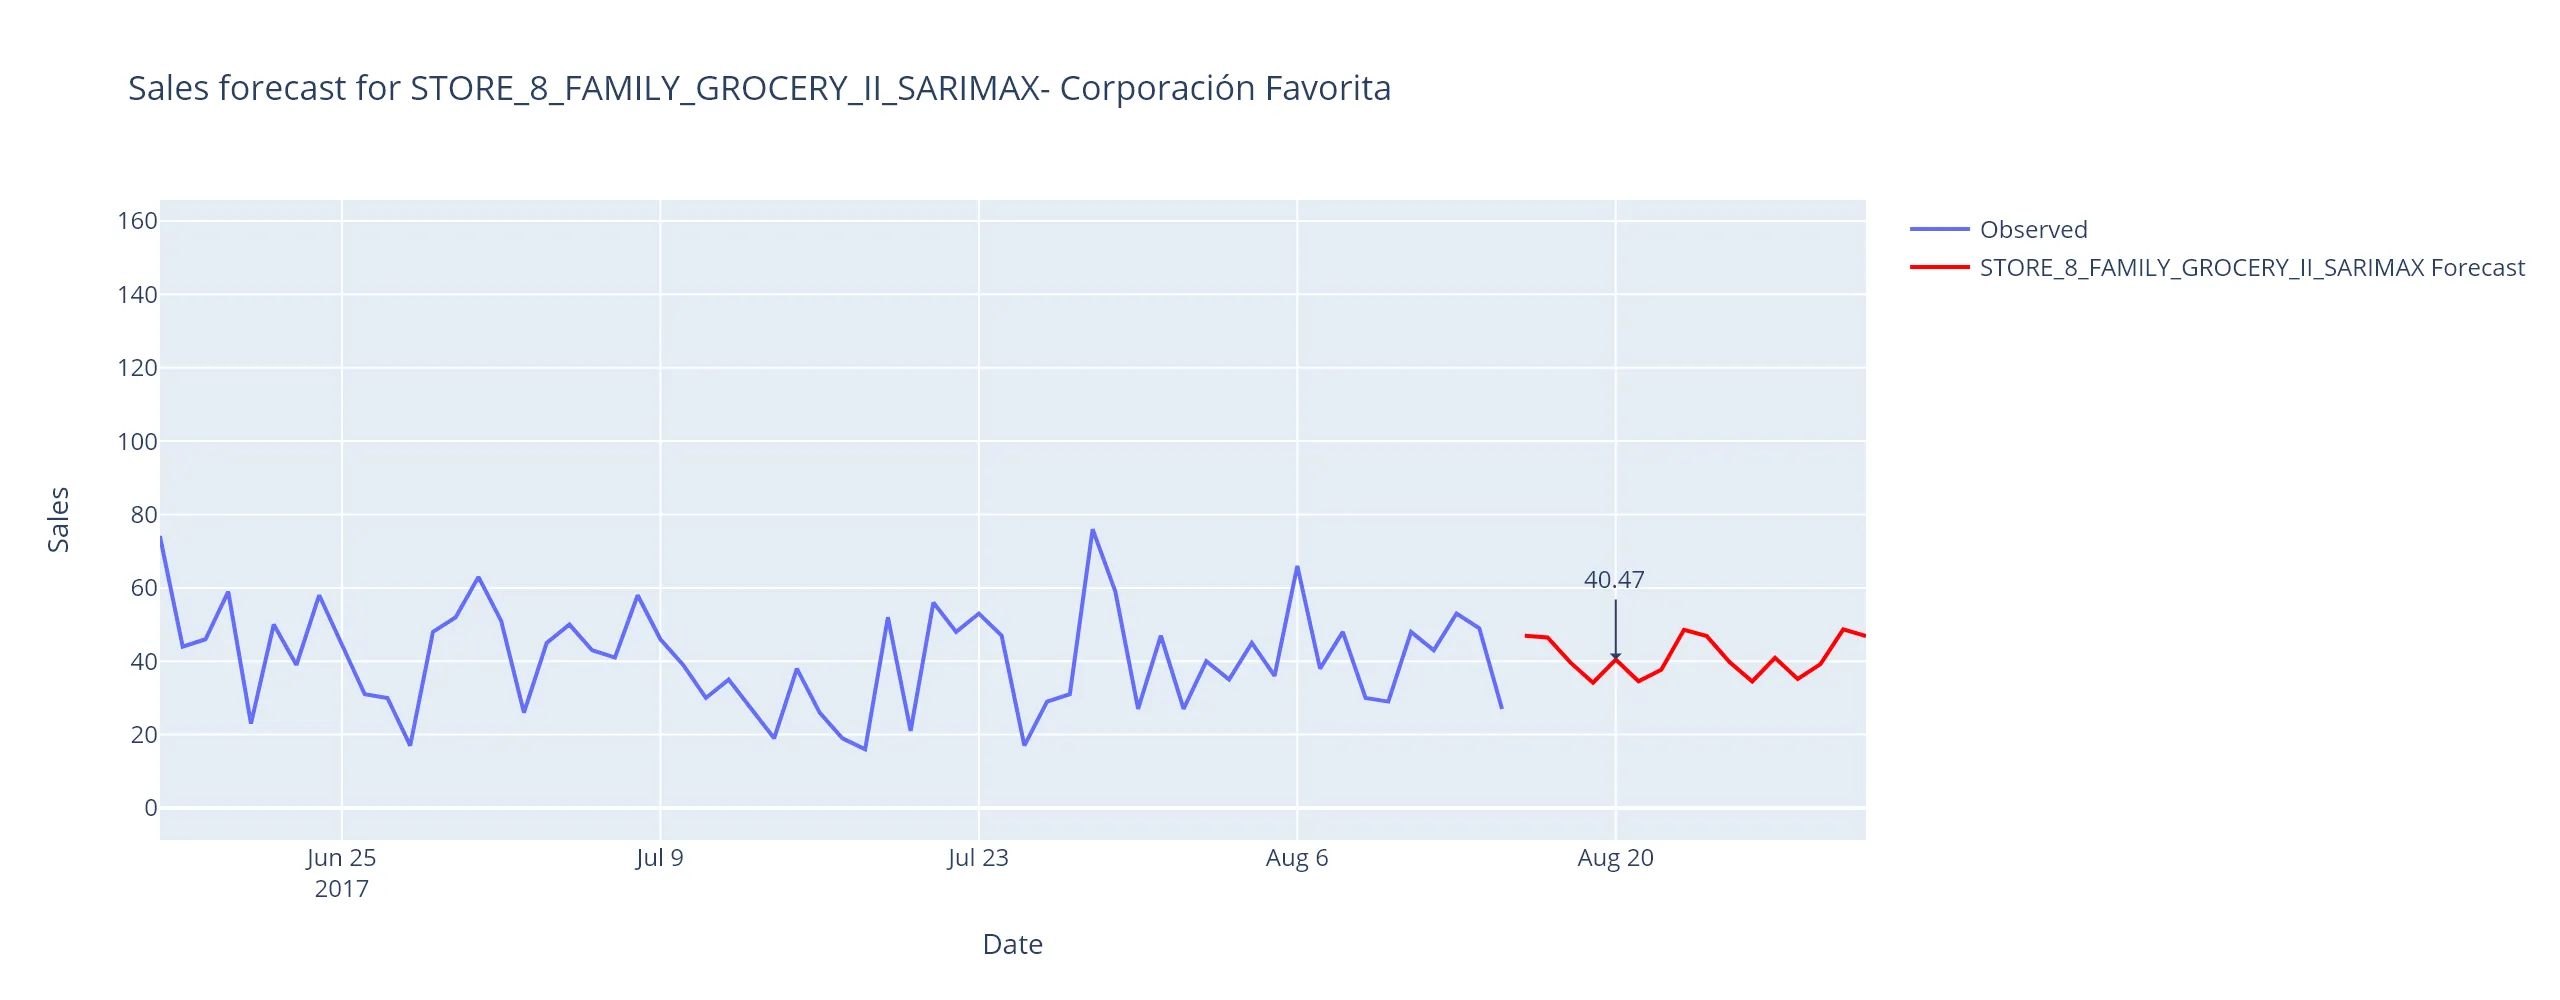 Sales forecast for STORE_8_FAMILY_GROCERY_II_SARIMAX- Corporación Favorita
Observed
STORE_8_FAMILY_GROCERY_II_SARIMAX Forecast
160
140
120
100
80
60
40
20
0
Sales
40.47
Jun 25
2017
Jul 9
Jul 23
Aug 6
Aug 20
Date